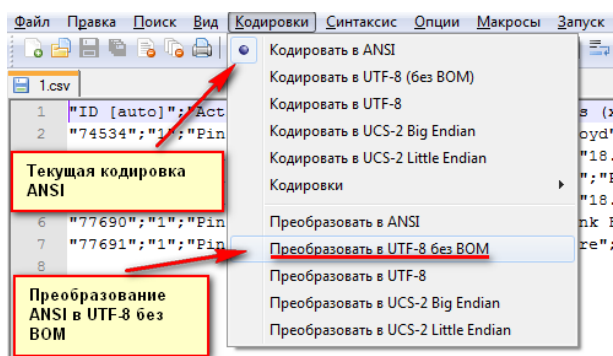 Файл Правка Поиск Вид Кодировки Синтаксис Опции Макросы Запуск
1.csv
Кодировать в ANSI
Кодировать в UTF-8 (без BOM)
Кодировать в UTF-8
Кодировать в UCS-2 Big Endian
Кодировать в UCS-2 Little Endian
Кодировки
Преобразовать в ANSI
Преобразовать в UTF-8 без BOM
Преобразовать в UTF-8
Преобразовать в UCS-2 Big Endian
Преобразовать в UCS-2 Little Endian
1 "ID [auto]";"Act
2 "74534";"1";"Pin
"18.
"18.
6 "77690";"1";"Pin
7 "77691";"1";"Pin
8
Текущая кодировка
ANSI
Преобразование
ANSI в UTF-8 без
BOM